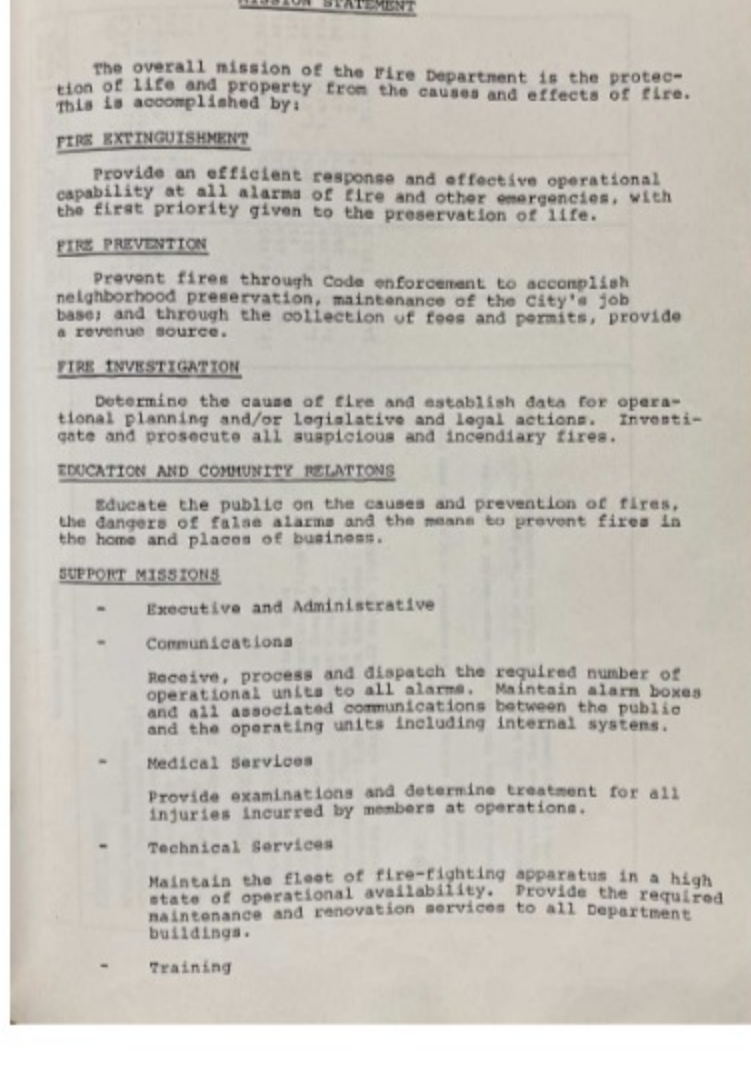 MISSION STATEMENT
The overall mission of the Fire Department is the protec-
tion of life and property from the causes and effects of fire.
This is accomplished by:
FIRE EXTINGUISHMENT
Provide an efficient response and effective operational
capability at all alarms of fire and other emergencies, with
the first priority given to the preservation of life.
FIRE PREVENTION
Prevent fires through Code enforcement to accomplish
neighborhood preservation, maintenance of the City's job
base; and through the collection of fees and permits, provide
a revenue source.
FIRE INVESTIGATION
Determine the cause of fire and establish data for opera-
tional planning and/or legislative and legal actions. Investi-
gate and prosecute all suspicious and incendiary fires.
EDUCATION AND COMMUNITY RELATIONS
Educate the public on the causes and prevention of fires,
the dangers of false alarms and the means to prevent fires in
the home and places of business.
SUPPORT MISSIONS
- Executive and Administrative
- Communications
Receive, process and dispatch the required number of
operational units to all alarms. Maintain alarm boxes
and all associated communications between the public
and the operating units including internal systems.
- Medical Services
Provide examinations and determine treatment for all
injuries incurred by members at operations.
- Technical Services
Maintain the fleet of fire-fighting apparatus in a high
state of operational availability. Provide the required
maintenance and renovation services to all Department
buildings.
- Training